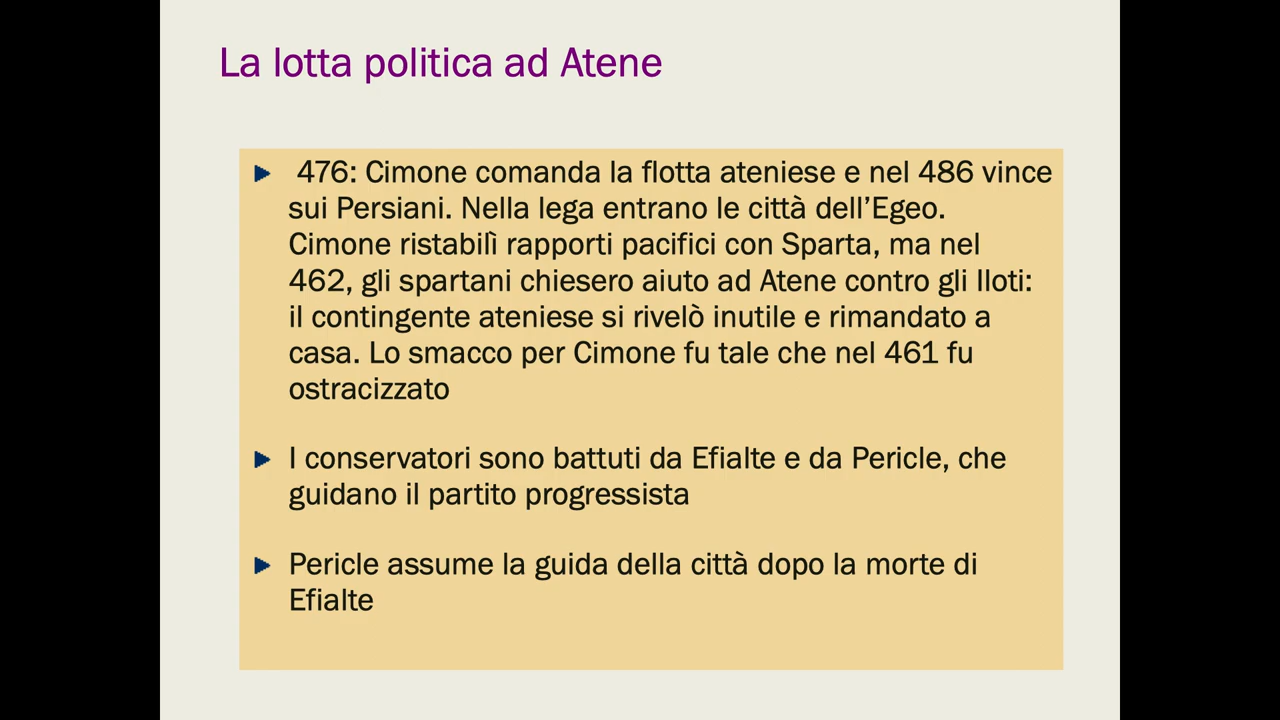 La lotta politica ad Atene
476: Cimone comanda la flotta ateniese e nel 486 vince
sui Persiani. Nella lega entrano le città dell’Egeo.
Cimone ristabilì rapporti pacifici con Sparta, ma nel
462, gli spartani chiesero aiuto ad Atene contro gli Iloti:
il contingente ateniese si rivelò inutile e rimandato a
casa. Lo smacco per Cimone fu tale che nel 461 fu
ostracizzato
I conservatori sono battuti da Efialte e da Pericle, che
guidano il partito progressista
Pericle assume la guida della città dopo la morte di
Efialte